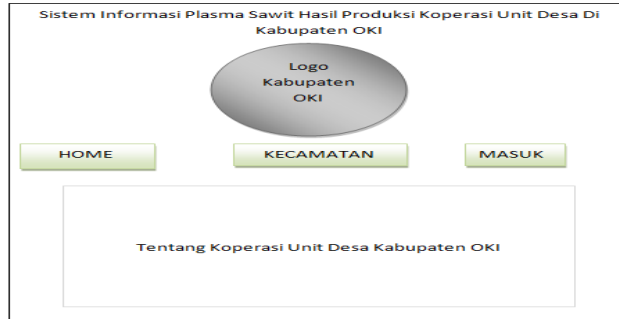 Sistem Informasi Plasma Sawit Hasil Produksi Koperasi Unit Desa Di
Kabupaten OKI
Logo
Kabupaten
OKI
HOME
KECAMATAN
MASUK
Tentang Koperasi Unit Desa Kabupaten OKI